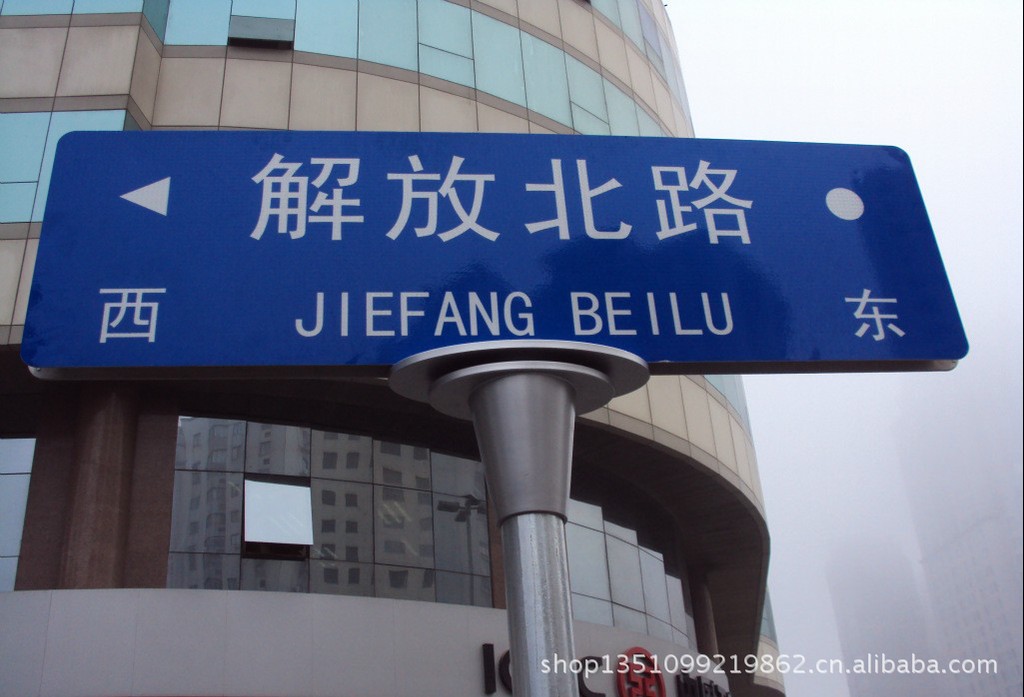 解放北路
西 JIEFANG BEILU 东
shop1351099219862.cn.alibaba.com